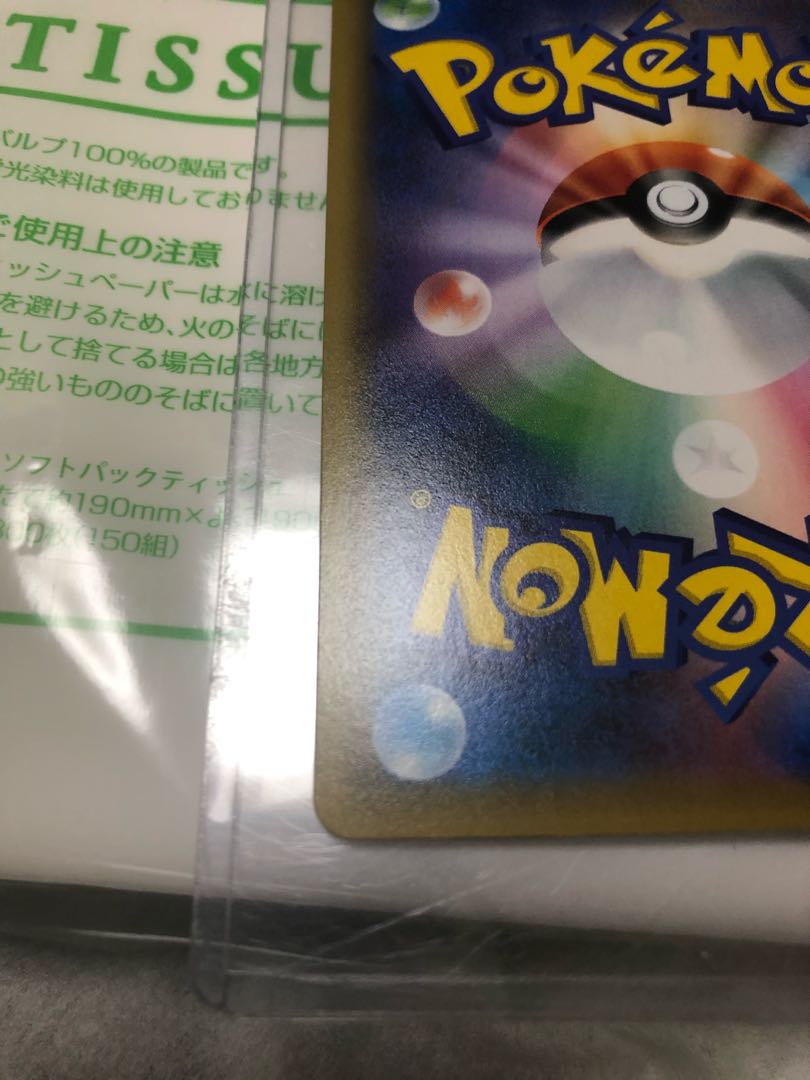 TISSU
パルプ100%の製品です。
光染料は使用しておりません
ご使用上の注意
ィッシュペーパーは水に溶け
を避けるため、火のそばに
として捨てる場合は各地方
強いもののそばに置いて
ソフトパックティッシュ
たて約190mm×よこ
(150組)
POKéMO
POKéMON
®